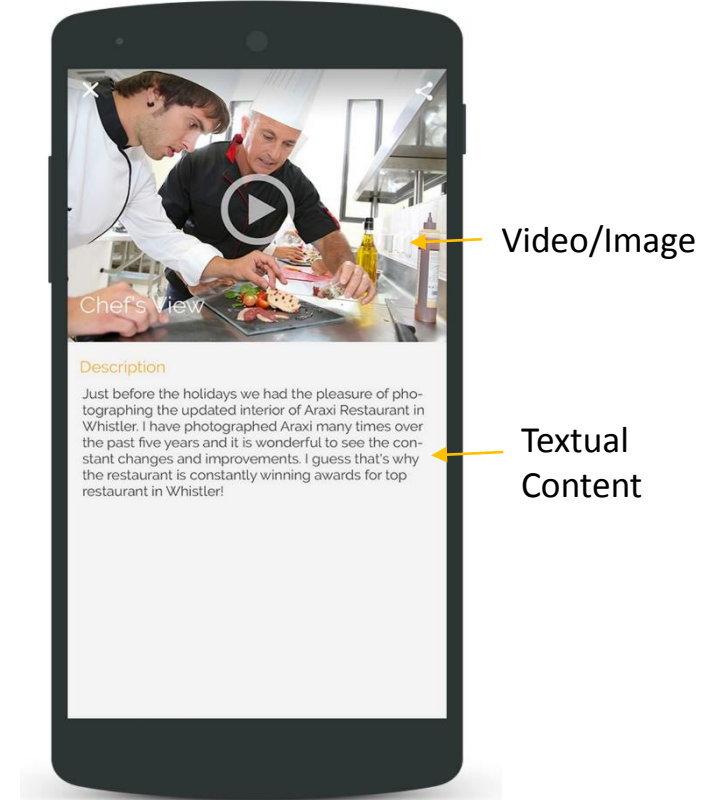 Chef's View
Video/Image
Description
Just before the holidays we had the pleasure of pho-
tographing the updated interior of Araxi Restaurant in
Whistler. I have photographed Araxi many times over
the past five years and it is wonderful to see the con-
stant changes and improvements. I guess that's why
the restaurant is constantly winning awards for top
restaurant in Whistler!
Textual
Content